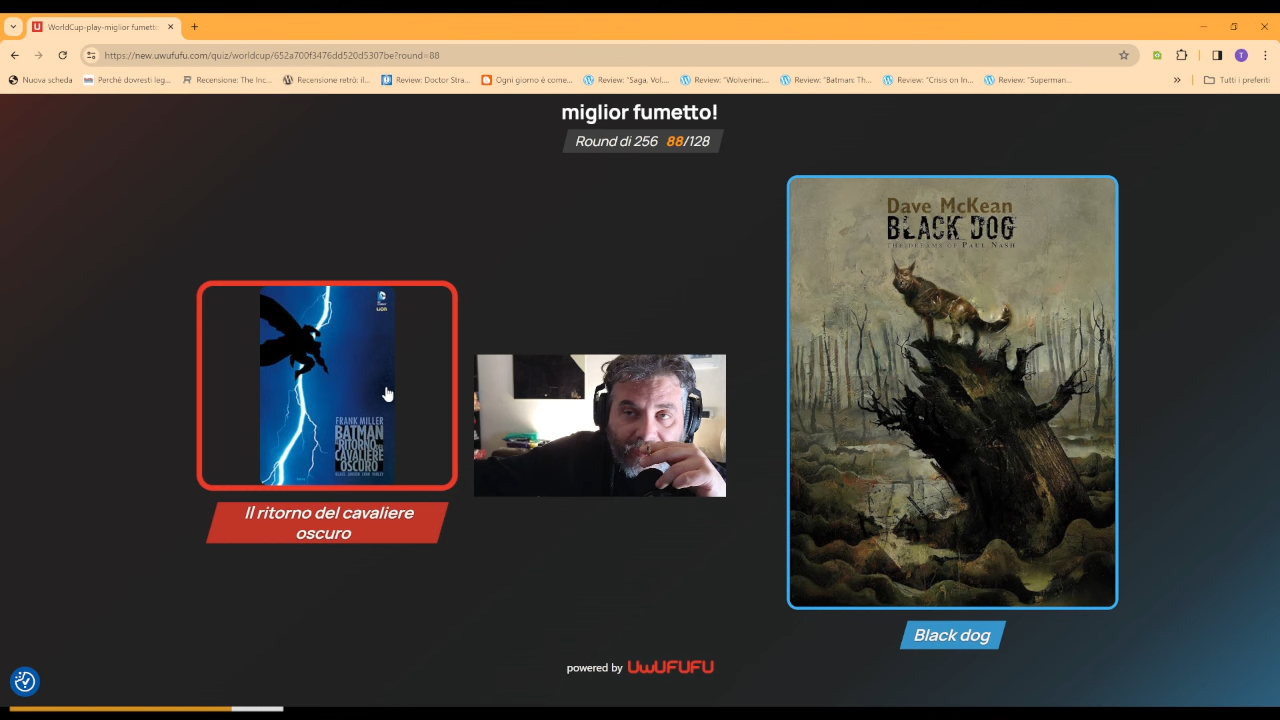 WorldCup-play-miglior fumetto
https://new.uwufufu.com/quiz/worldcup/652a700f3476dd520d5307be?round=88
T
Nuova scheda
Perché dovresti leg...
Recensione: The Inc...
Recensione retrò: il...
Review: Doctor Stra...
Ogni giorno è come...
Review: "Saga, Vol....
Review: "Wolverine:...
Review: "Batman: Th...
Review: "Crisis on In...
Review: "Superman...
»
Tutti i preferiti
miglior fumetto!
Round di 256 88/128
Dave McKean
BLACK DOG
THE DREAMS OF PAUL NASH
FRANK MILLER
BATMAN
IL RITORNO DEL
CAVALIERE
OSCURO
Il ritorno del cavaliere
oscuro
Black dog
powered by UwUFUFU